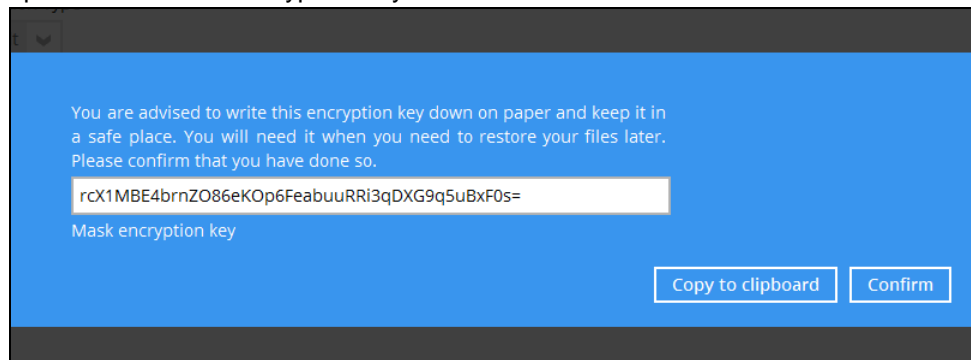 t
You are advised to write this encryption key down on paper and keep it in
a safe place. You will need it when you need to restore your files later.
Please confirm that you have done so.
rcX1MBE4brnZO86eKOp6FeabuuRRi3qDXG9q5uBxF0s=
Mask encryption key
Copy to clipboard Confirm